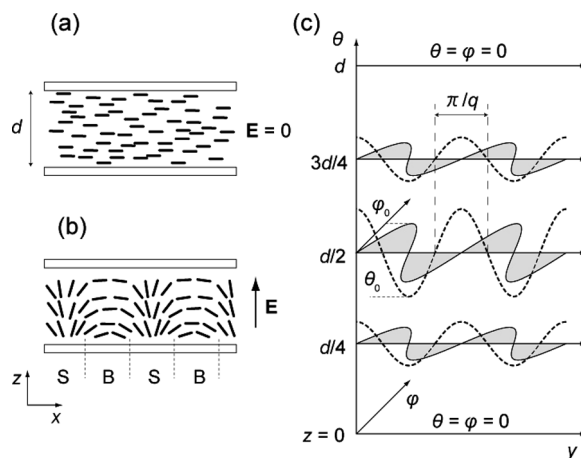 (a)
d
E = 0
(b)
E
S B S B
z
x
(c)
θ
θ = φ = 0
d
π/q
3d/4
φ₀
d/2
θ₀
d/4
φ
z = 0
θ = φ = 0
y